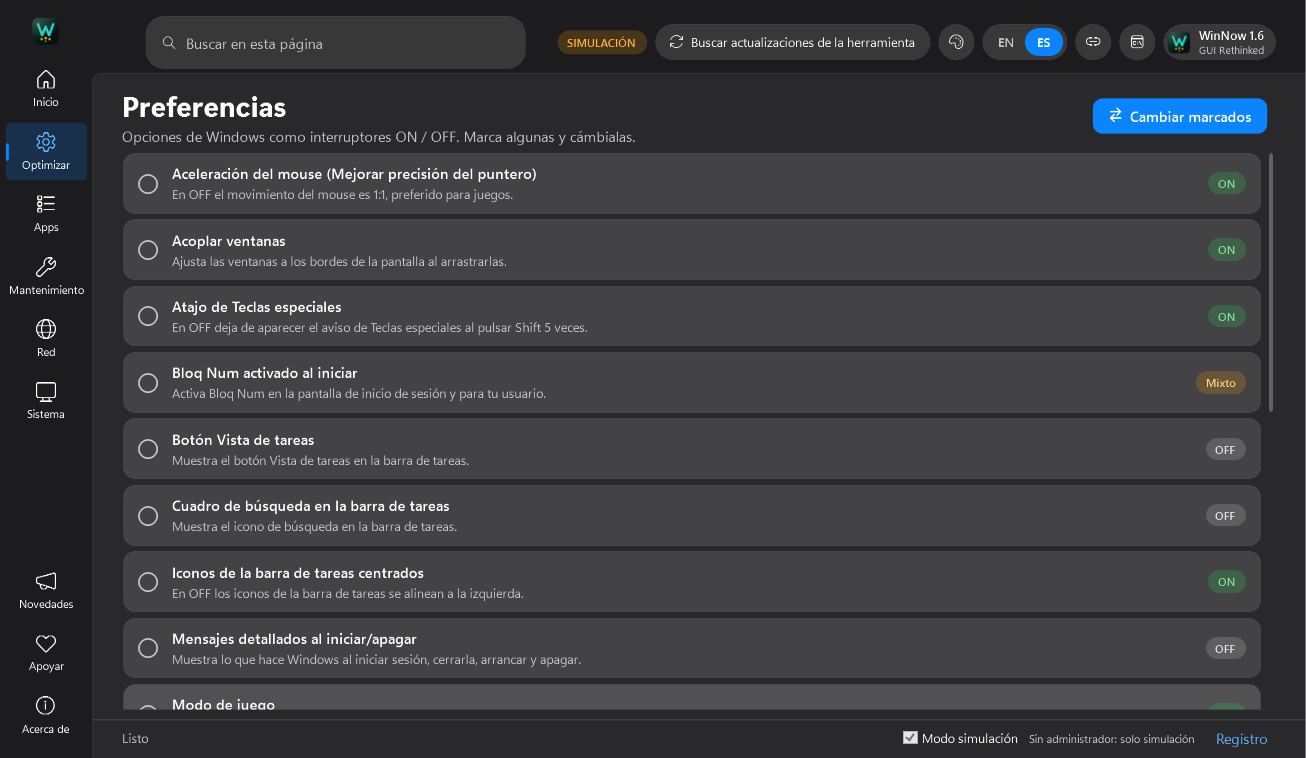 W
Buscar en esta página
SIMULACIÓN
Buscar actualizaciones de la herramienta
EN
ES
W
WinNow 1.6
GUI Rethinked
Inicio
Optimizar
Apps
Mantenimiento
Red
Sistema
Novedades
Apoyar
Acerca de
Preferencias
Opciones de Windows como interruptores ON / OFF. Marca algunas y cámbialas.
Cambiar marcados
Aceleración del mouse (Mejorar precisión del puntero)
En OFF el movimiento del mouse es 1:1, preferido para juegos.
ON
Acoplar ventanas
Ajusta las ventanas a los bordes de la pantalla al arrastrarlas.
ON
Atajo de Teclas especiales
En OFF deja de aparecer el aviso de Teclas especiales al pulsar Shift 5 veces.
ON
Bloq Num activado al iniciar
Activa Bloq Num en la pantalla de inicio de sesión y para tu usuario.
Mixto
Botón Vista de tareas
Muestra el botón Vista de tareas en la barra de tareas.
OFF
Cuadro de búsqueda en la barra de tareas
Muestra el icono de búsqueda en la barra de tareas.
OFF
Iconos de la barra de tareas centrados
En OFF los iconos de la barra de tareas se alinean a la izquierda.
ON
Mensajes detallados al iniciar/apagar
Muestra lo que hace Windows al iniciar sesión, cerrarla, arrancar y apagar.
OFF
Modo de juego
Listo
Modo simulación
Sin administrador: solo simulación
Registro